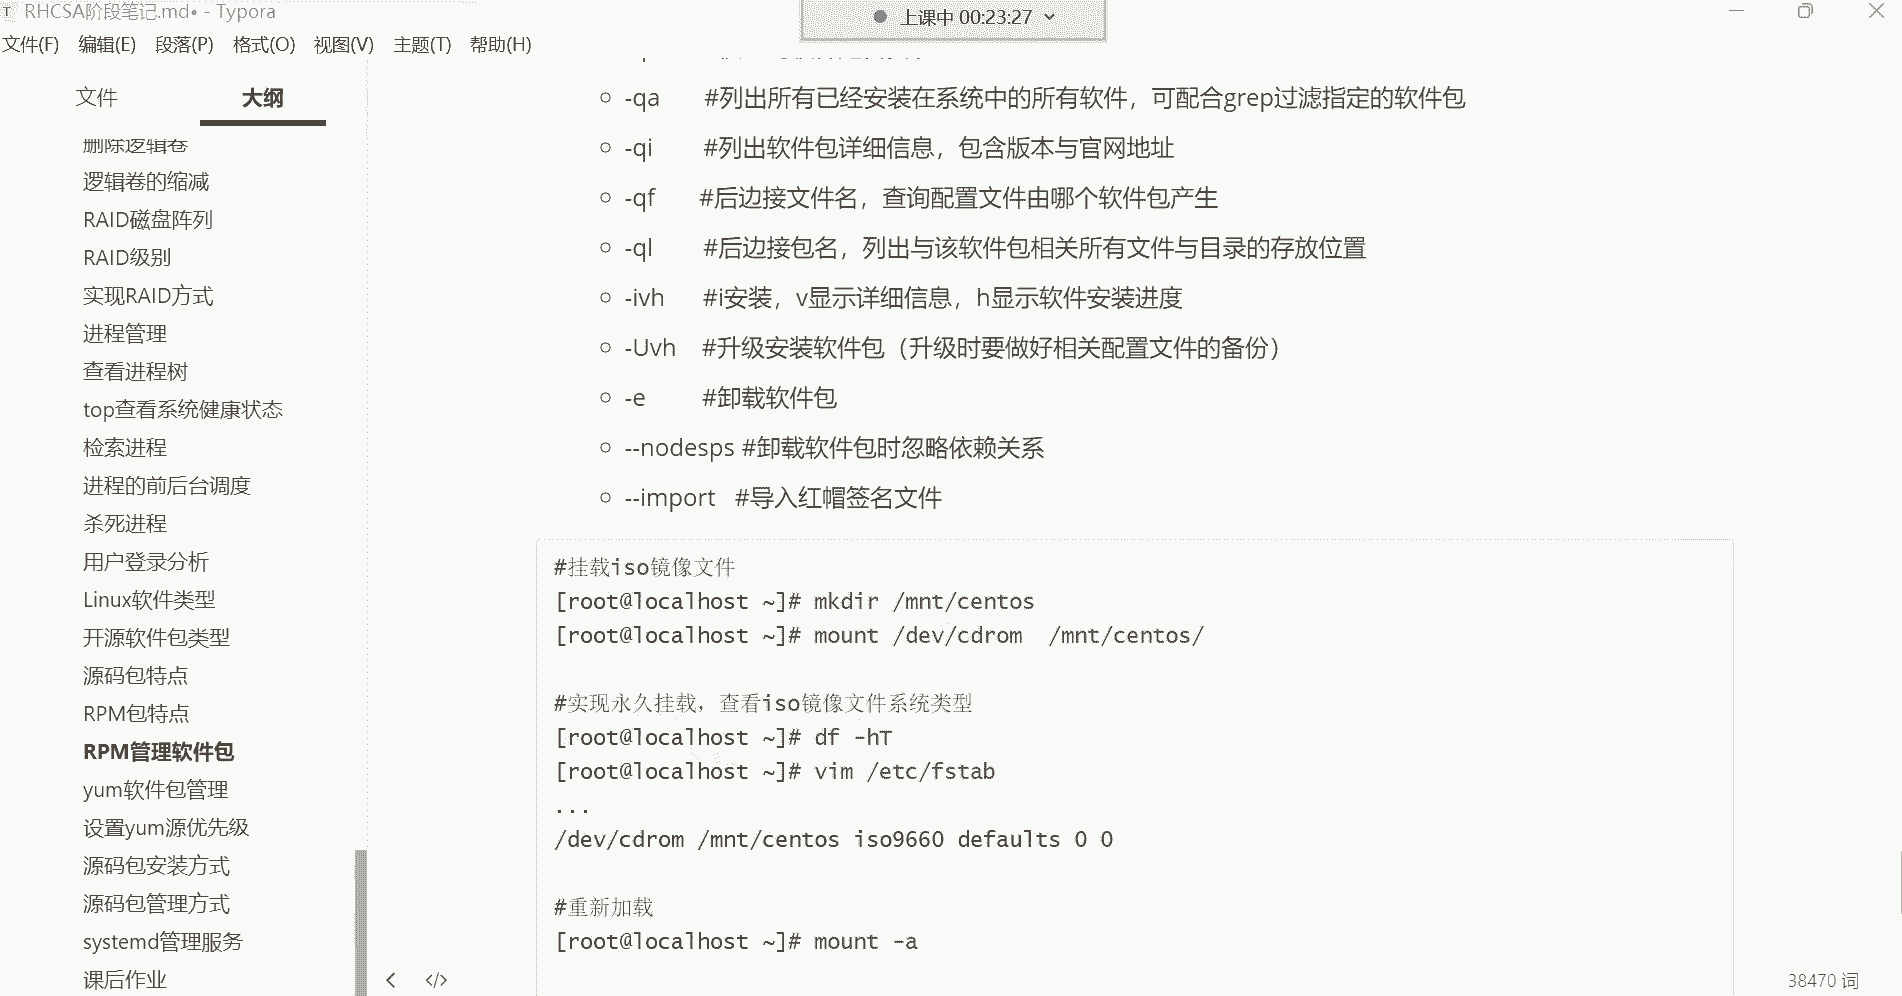 RHCSA阶段笔记.md• - Typora
上课中 00:23:27
文件(F) 编辑(E) 段落(P) 格式(O) 视图(V) 主题(T) 帮助(H)
文件 大纲
删除逻辑卷
逻辑卷的缩减
RAID磁盘阵列
RAID级别
实现RAID方式
进程管理
查看进程树
top查看系统健康状态
检索进程
进程的前后台调度
杀死进程
用户登录分析
Linux软件类型
开源软件包类型
源码包特点
RPM包特点
RPM管理软件包
yum软件包管理
设置yum源优先级
源码包安装方式
源码包管理方式
systemd管理服务
课后作业
-qa #列出所有已经安装在系统中的所有软件，可配合grep过滤指定的软件包
-qi #列出软件包详细信息，包含版本与官网地址
-qf #后边接文件名，查询配置文件由哪个软件包产生
-ql #后边接包名，列出与该软件包相关所有文件与目录的存放位置
-ivh #i安装，v显示详细信息，h显示软件安装进度
-Uvh #升级安装软件包（升级时要做好相关配置文件的备份）
-e #卸载软件包
--nodesps #卸载软件包时忽略依赖关系
--import #导入红帽签名文件
#挂载iso镜像文件
[root@localhost ~]# mkdir /mnt/centos
[root@localhost ~]# mount /dev/cdrom /mnt/centos/
#实现永久挂载，查看iso镜像文件系统类型
[root@localhost ~]# df -hT
[root@localhost ~]# vim /etc/fstab
...
/dev/cdrom /mnt/centos iso9660 defaults 0 0
#重新加载
[root@localhost ~]# mount -a
38470 词